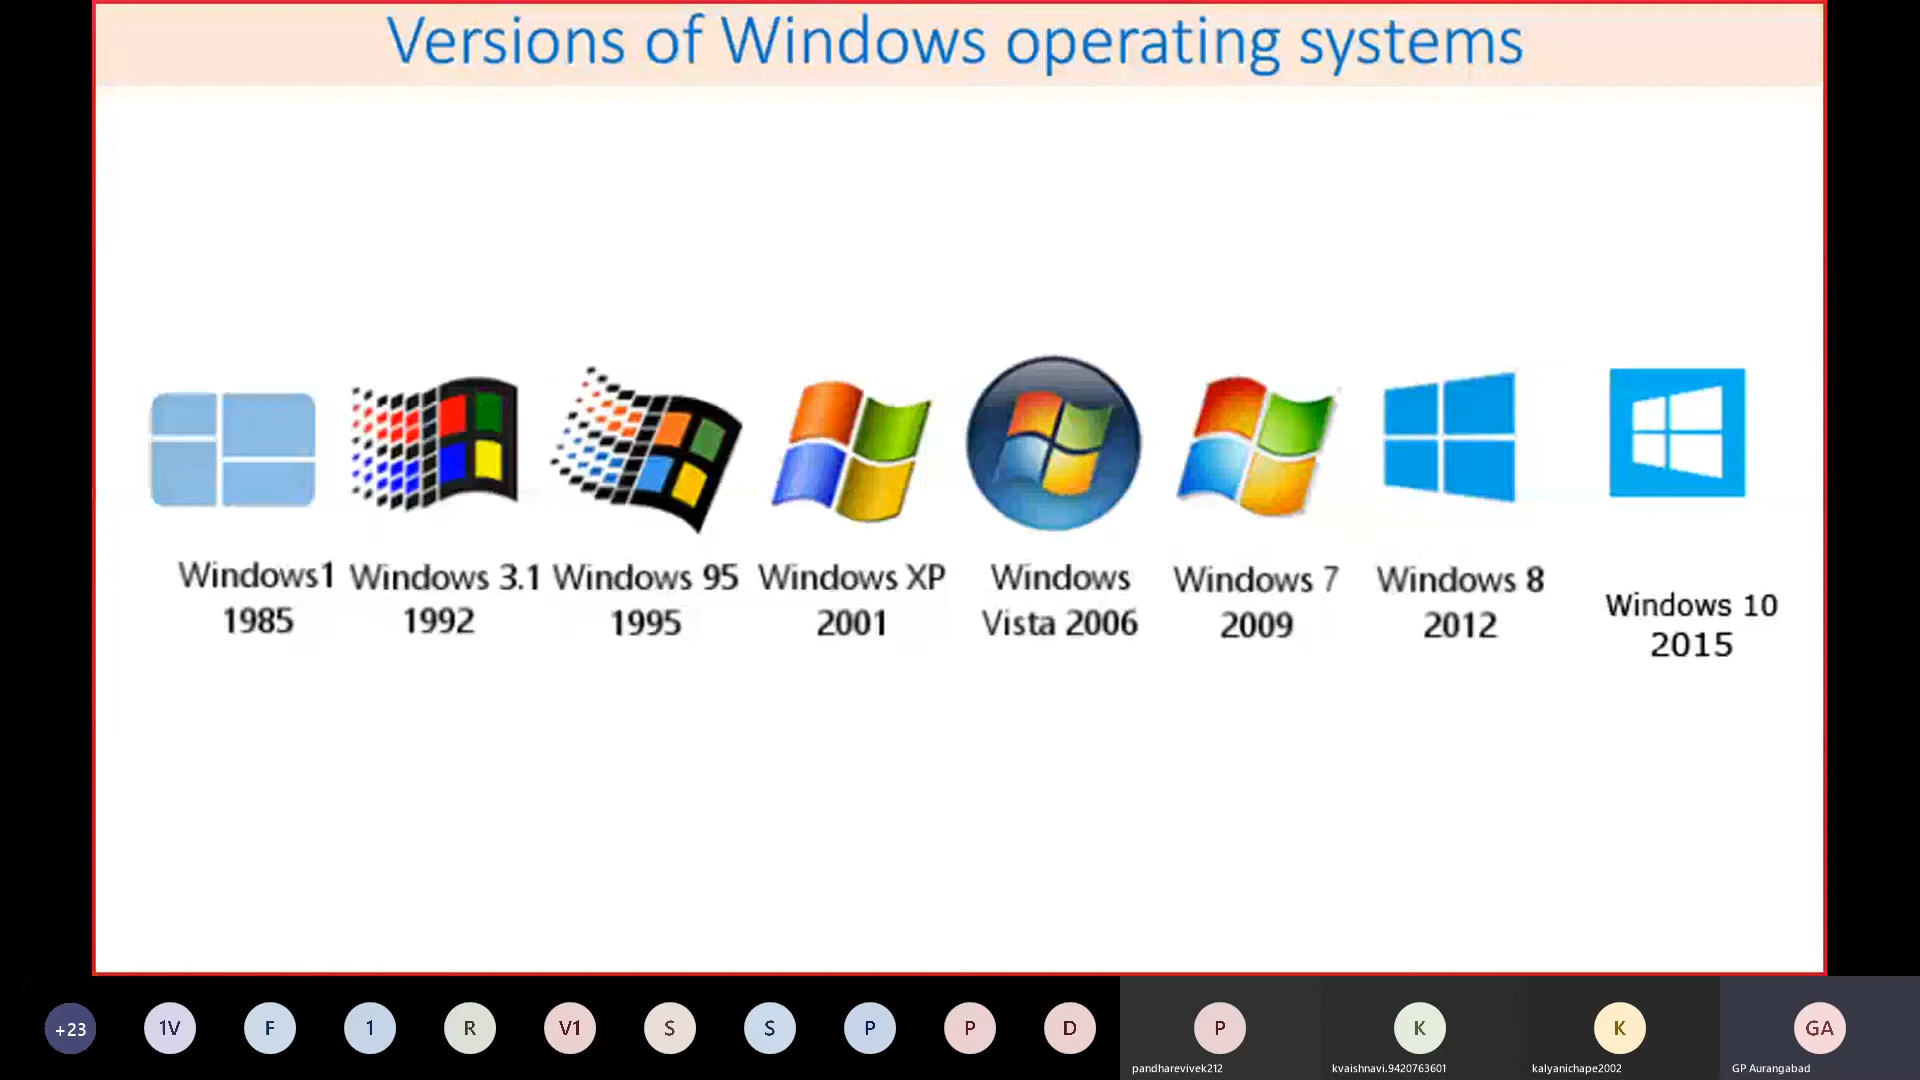 Versions of Windows operating systems
Windows1 Windows 3.1 Windows 95 Windows XP Windows Windows 7 Windows 8 Windows 10
1985 1992 1995 2001 Vista 2006 2009 2012 2015
+23 1V F 1 R V1 S S P P D P K K GA
pandharevivek212 kvaishnavi.9420763601 kalyanichape2002 GP Aurangabad